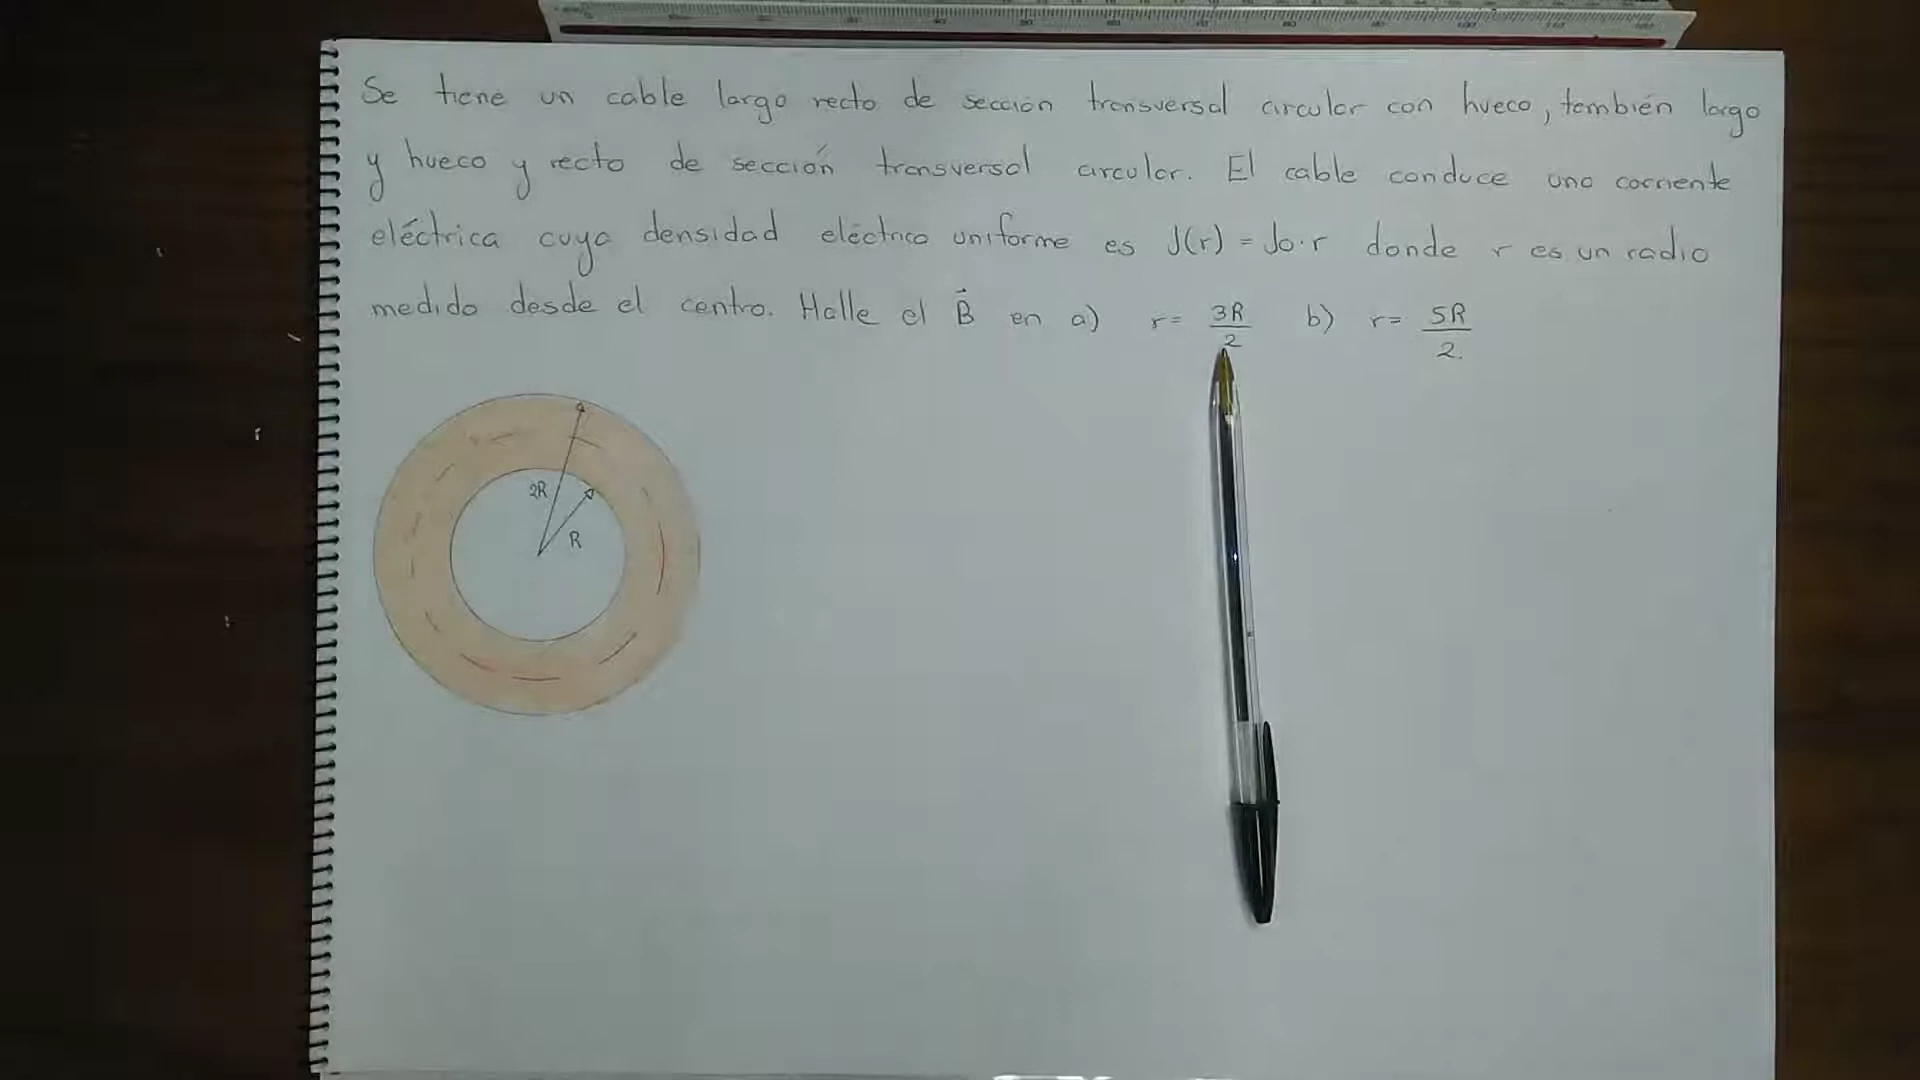 Se tiene un cable largo recto de sección transversal circular con hueco, también largo
y hueco y recto de sección transversal circular. El cable conduce una corriente
eléctrica cuya densidad eléctrica uniforme es J(r) = Jo·r donde r es un radio
medido desde el centro. Halle el B⃗ en a) r= 3R/2 b) r= 5R/2.
2R
R